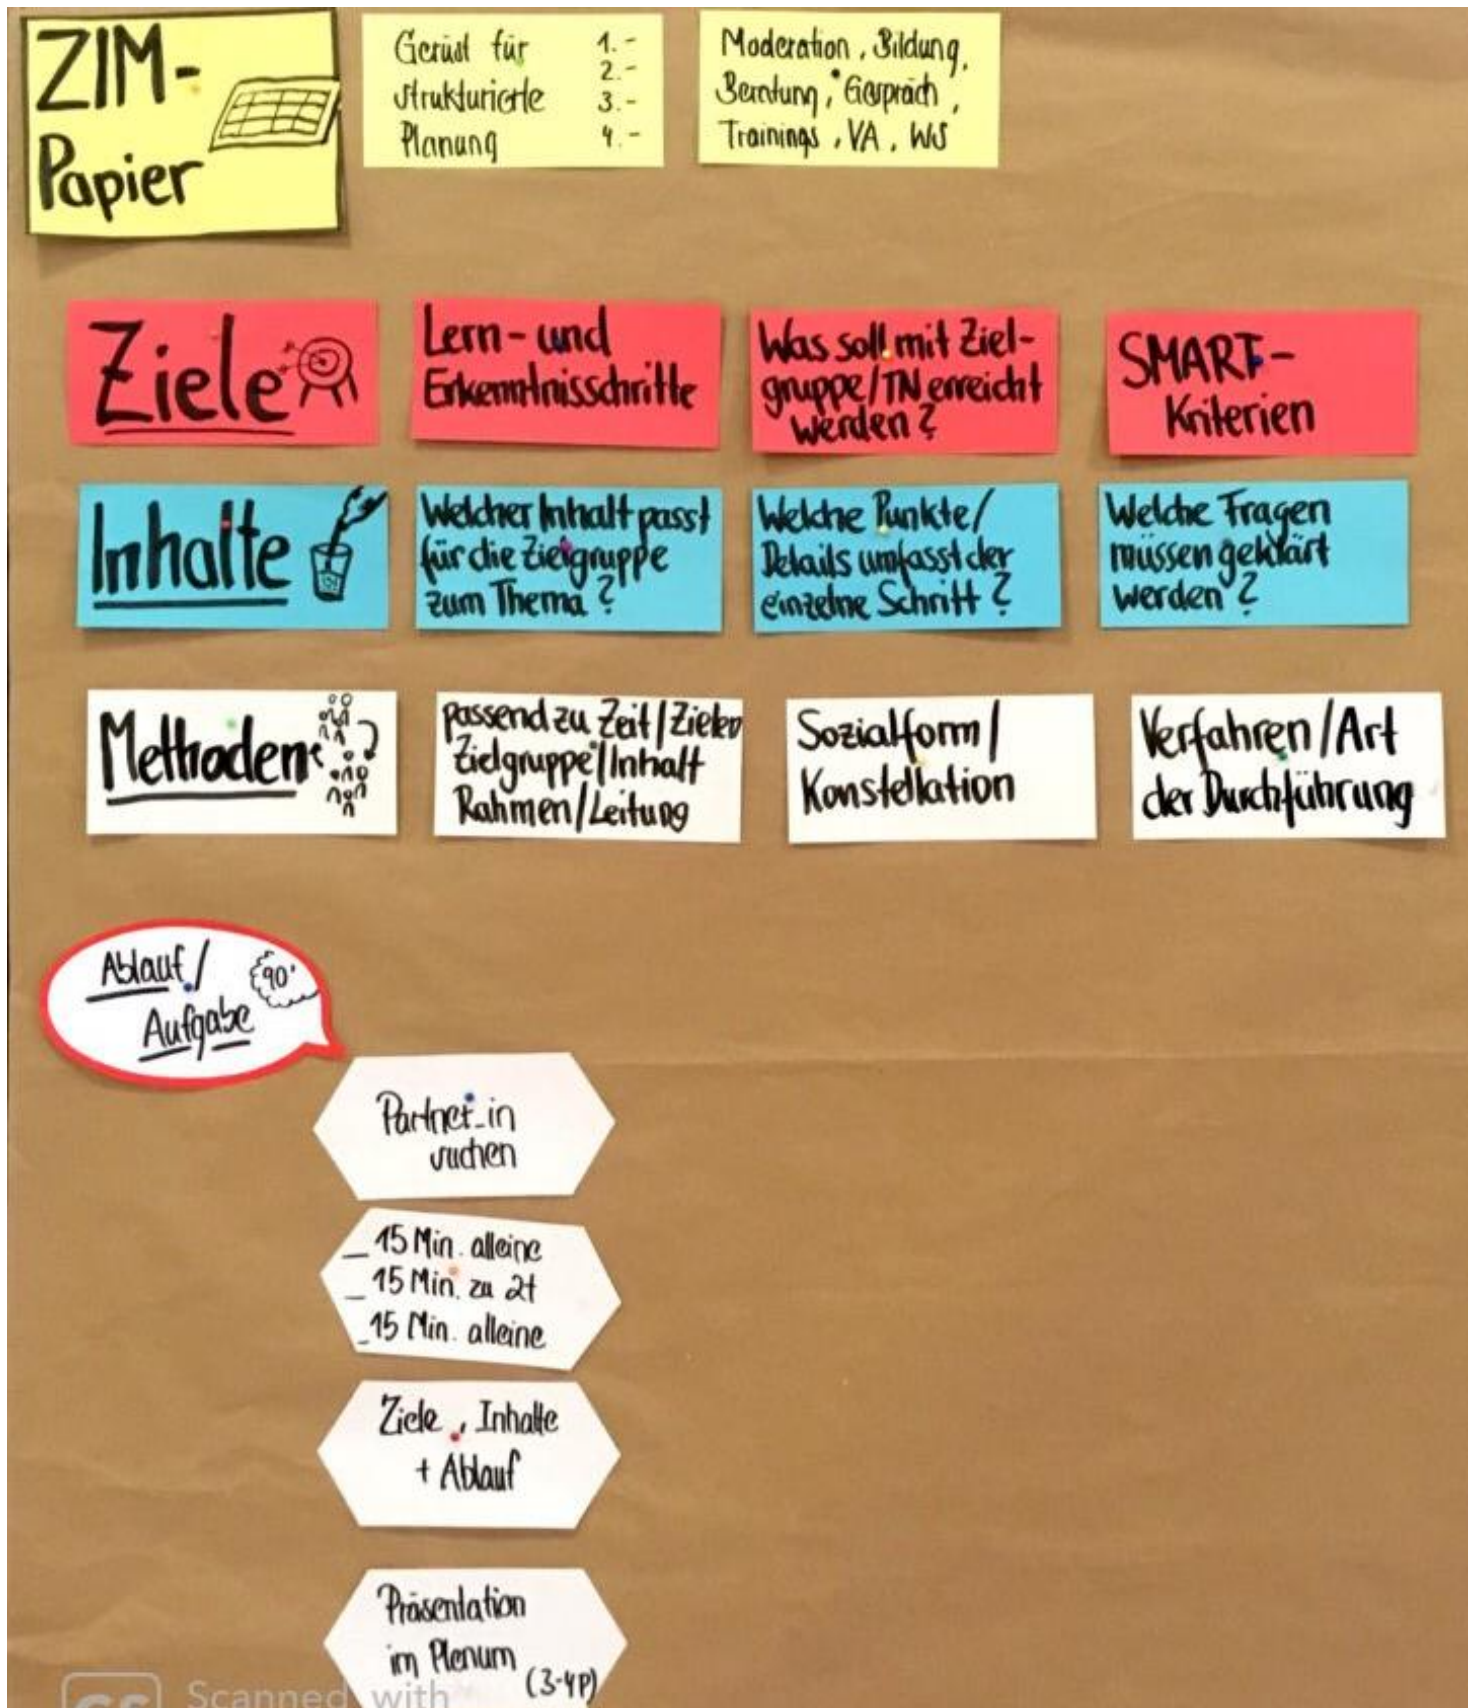 ZIM-
Papier
Gerüst für
strukturierte
Planung
1.-
2.-
3.-
4.-
Moderation, Bildung,
Beratung, Gespräch,
Trainings, VA, WS
Ziele
Lern- und
Erkenntnisschritte
Was soll mit Ziel-
gruppe/TN erreicht
werden?
SMART-
Kriterien
Inhalte
Welcher Inhalt passt
für die Zielgruppe
zum Thema?
Welche Punkte/
Details umfasst der
einzelne Schritt?
Welche Fragen
müssen geklärt
werden?
Methoden
passend zu Zeit/Zielen
Zielgruppe/Inhalt
Rahmen/Leitung
Sozialform/
Konstellation
Verfahren/Art
der Durchführung
Ablauf/
Aufgabe
90'
Partner_in
suchen
_ 15 Min. alleine
_ 15 Min. zu 2t
_ 15 Min. alleine
Ziele, Inhalte
+ Ablauf
Präsentation
im Plenum
(3-4P)
CS Scanned with